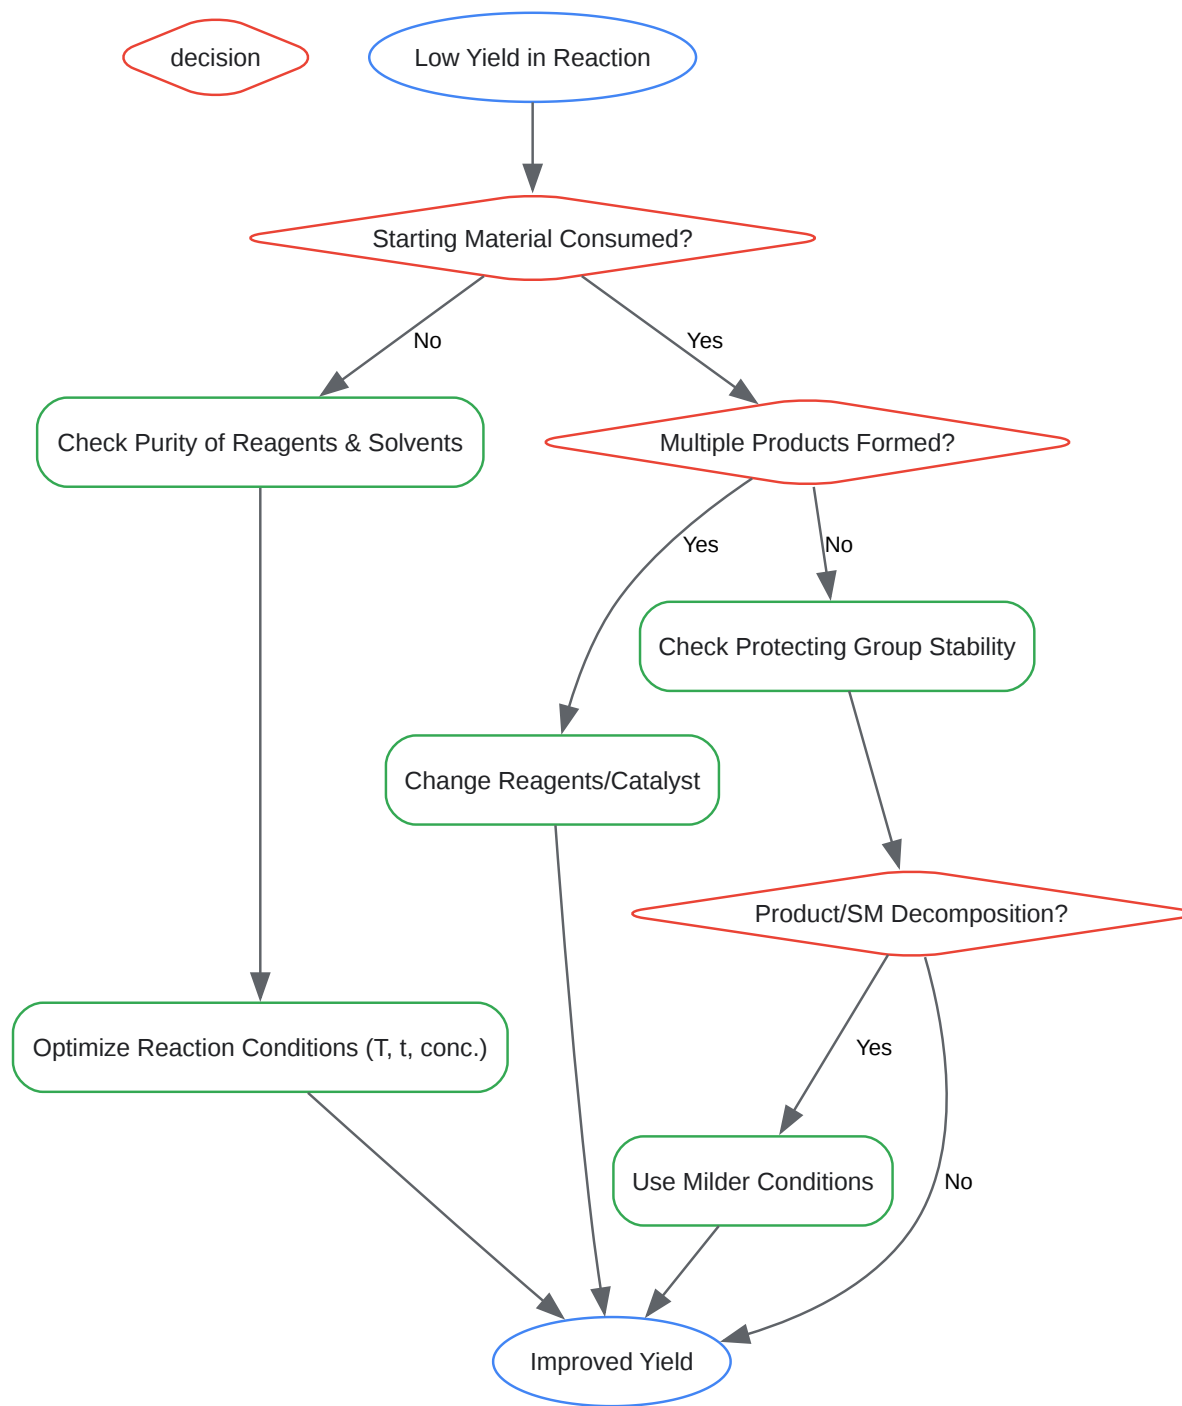 decision
Low Yield in Reaction
Starting Material Consumed?
No
Yes
Check Purity of Reagents & Solvents
Multiple Products Formed?
Yes
No
Check Protecting Group Stability
Change Reagents/Catalyst
Product/SM Decomposition?
Optimize Reaction Conditions (T, t, conc.)
Yes
Use Milder Conditions
No
Improved Yield